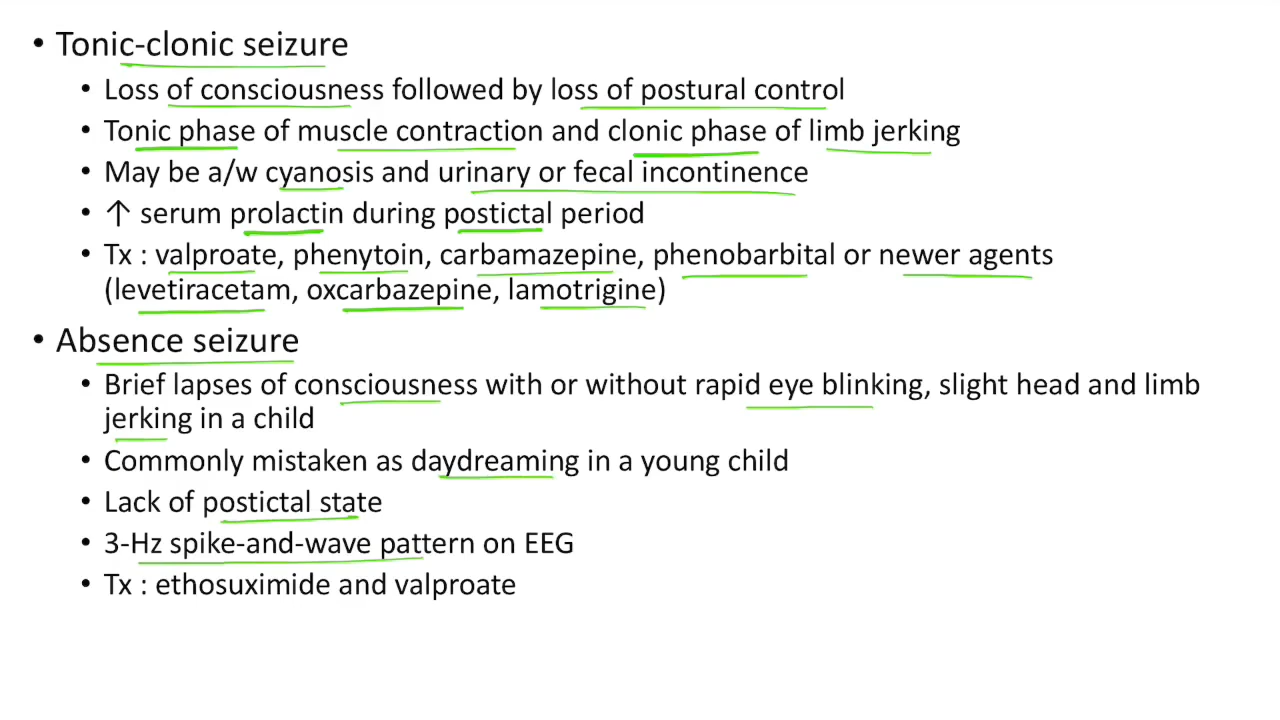 • Tonic-clonic seizure
• Loss of consciousness followed by loss of postural control
• Tonic phase of muscle contraction and clonic phase of limb jerking
• May be a/w cyanosis and urinary or fecal incontinence
• ↑ serum prolactin during postictal period
• Tx : valproate, phenytoin, carbamazepine, phenobarbital or newer agents
(levetiracetam, oxcarbazepine, lamotrigine)
• Absence seizure
• Brief lapses of consciousness with or without rapid eye blinking, slight head and limb
jerking in a child
• Commonly mistaken as daydreaming in a young child
• Lack of postictal state
• 3-Hz spike-and-wave pattern on EEG
• Tx : ethosuximide and valproate